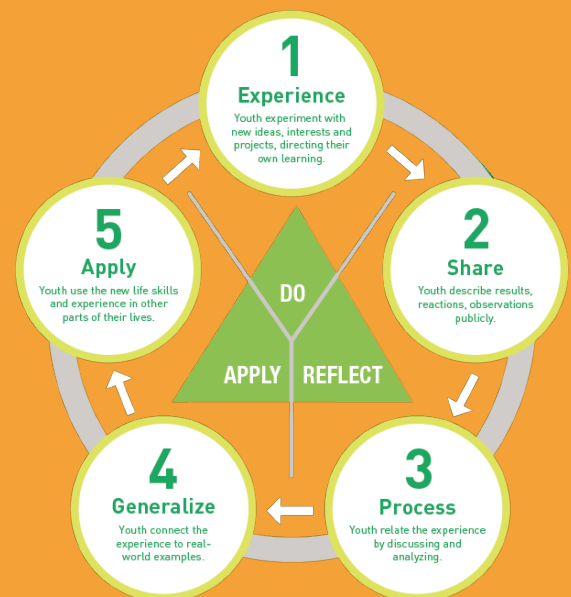 1
Experience
Youth experiment with
new ideas, interests and
projects, directing their
own learning.
2
Share
Youth describe results,
reactions, observations
publicly.
3
Process
Youth relate the experience
by discussing and
analyzing.
4
Generalize
Youth connect the
experience to real-
world examples.
5
Apply
Youth use the new life skills
and experience in other
parts of their lives.
DO
APPLY
REFLECT